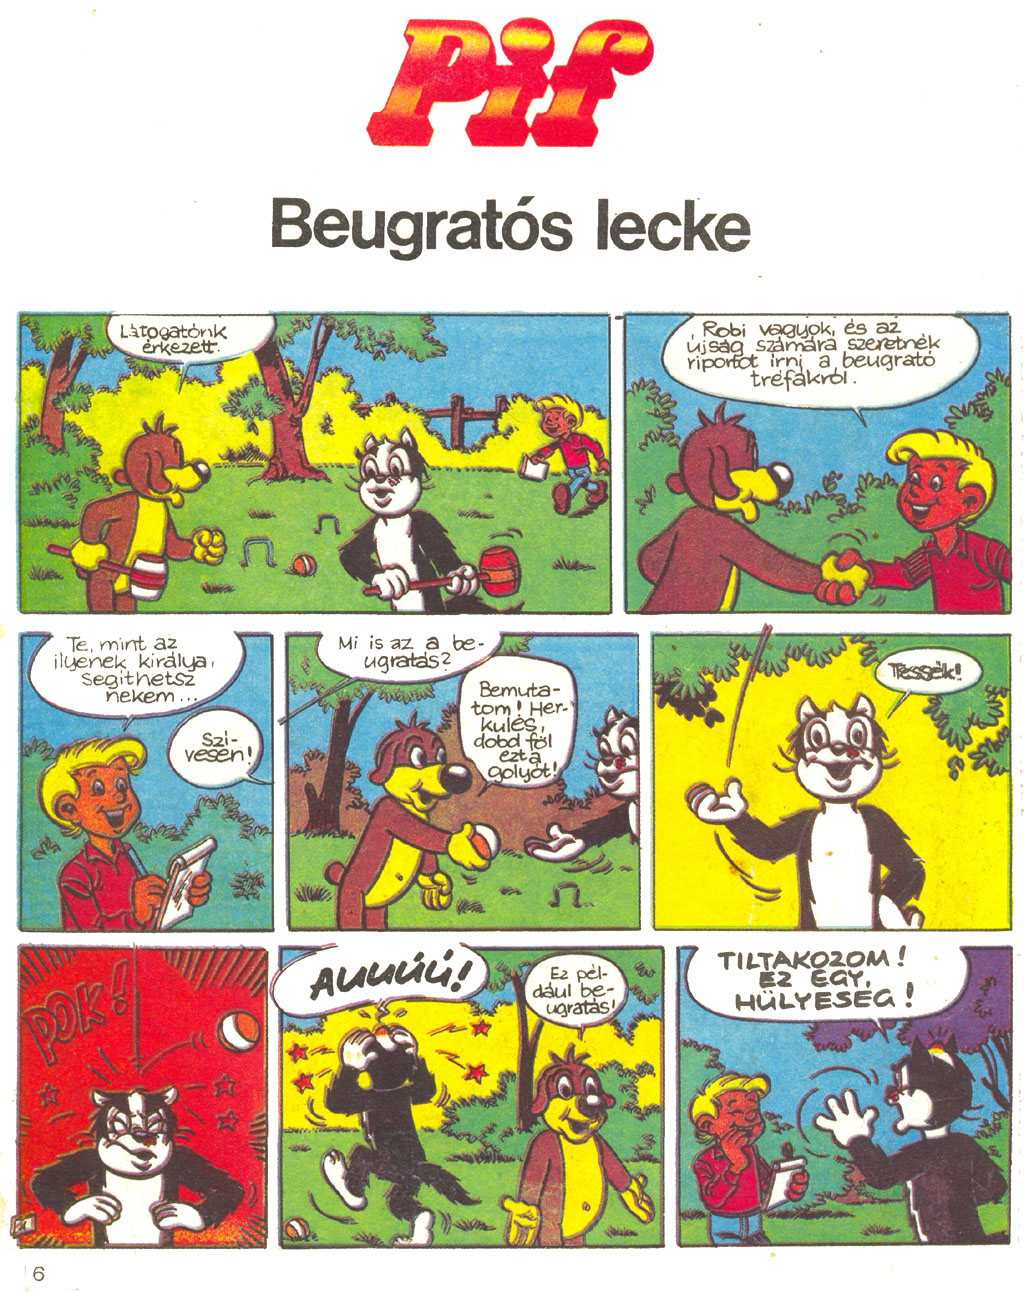 Pif
Beugratós lecke
Látogatónk
érkezett.
Robi vagyok, és az
újság számára szeretnék
riportot írni a beugrató
tréfákról.
Te, mint az
ilyenek királya,
segíthetsz
nekem...
Szí-
vesen!
Mi is az a be-
ugratás?
Bemuta-
tom! Her-
kules,
dobd föl
ezt a
golyót!
Tessék!
POK!
AUUÚÚ!
Ez pél-
dául be-
ugratás!
TILTAKOZOM!
EZ EGY
HÜLYESÉG!
6